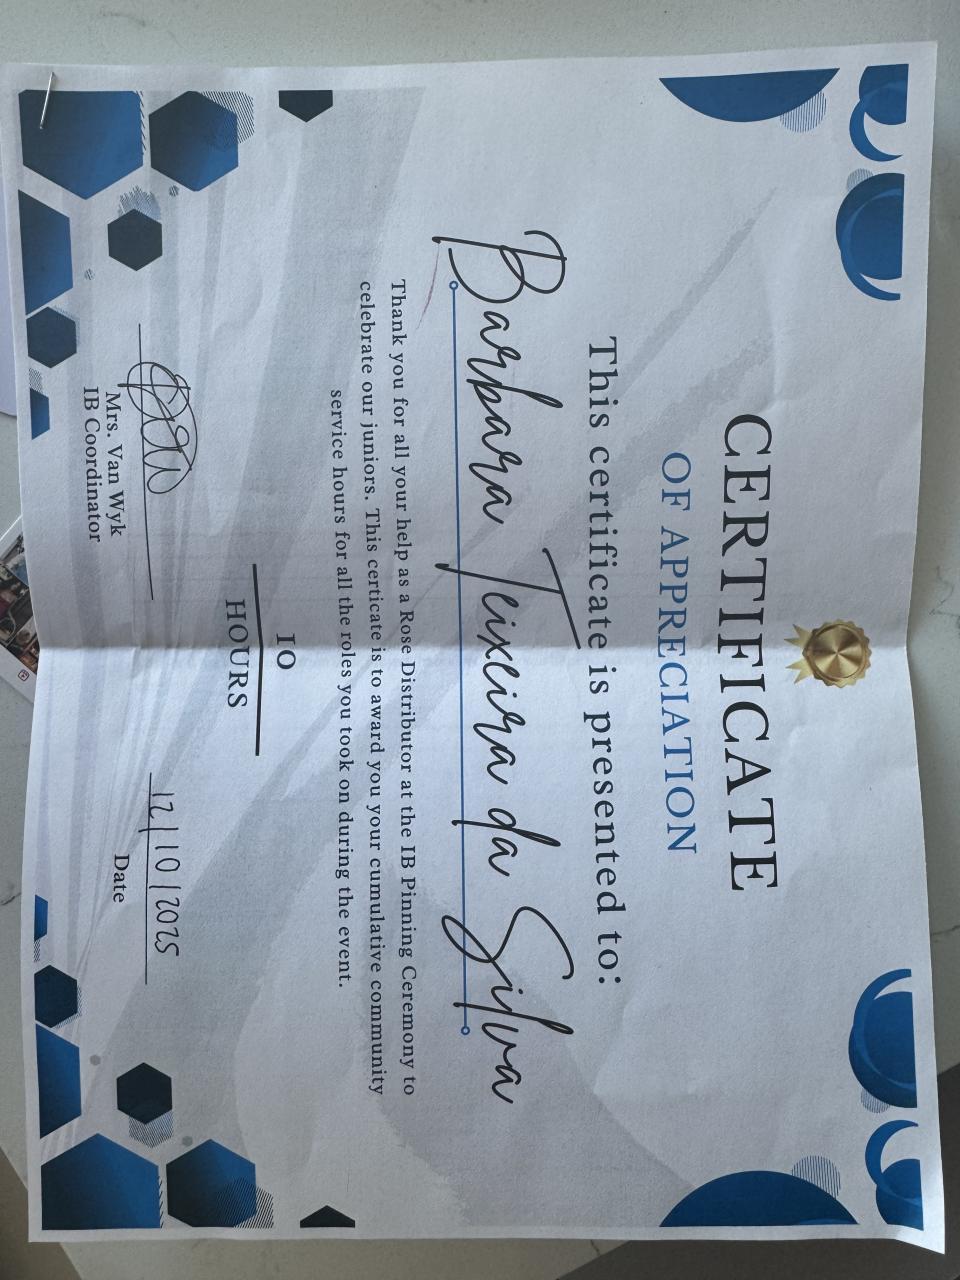 CERTIFICATE
OF APPRECIATION
This certificate is presented to:
Barbara Teixeira da Silva
Thank you for all your help as a Rose Distributor at the IB Pinning Ceremony to
celebrate our juniors. This certicate is to award you your cumulative community
service hours for all the roles you took on during the event.
10
HOURS
12/10/2025
Mrs. Van Wyk
IB Coordinator
Date